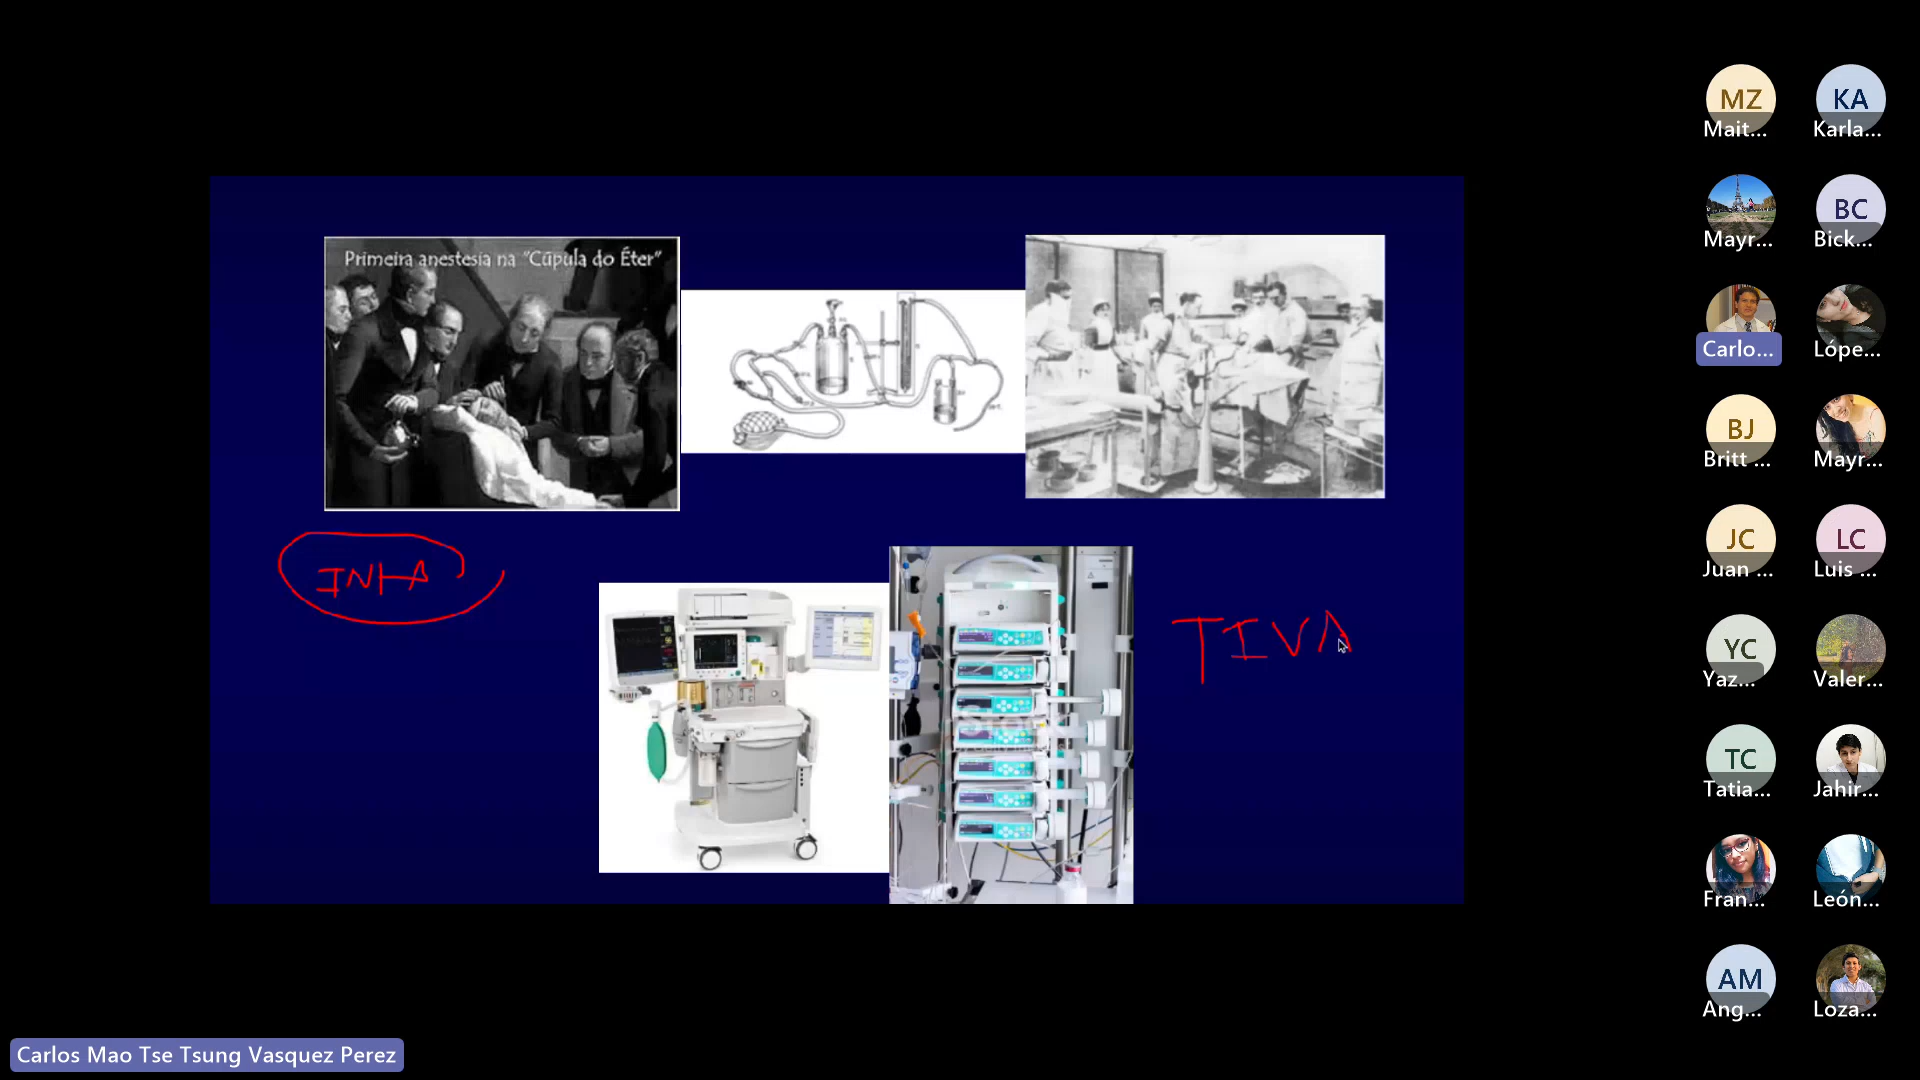 Primeira anestesia na "Cúpula do Éter"
INHA
TIVA
MZ
Mait...
KA
Karla...
Mayr...
BC
Bick...
Carlo...
Lópe...
BJ
Britt ...
Mayr...
JC
Juan ...
LC
Luis ...
YC
Yaz...
Valer...
TC
Tatia...
Jahir...
Fran...
León...
AM
Ang...
Loza...
Carlos Mao Tse Tsung Vasquez Perez